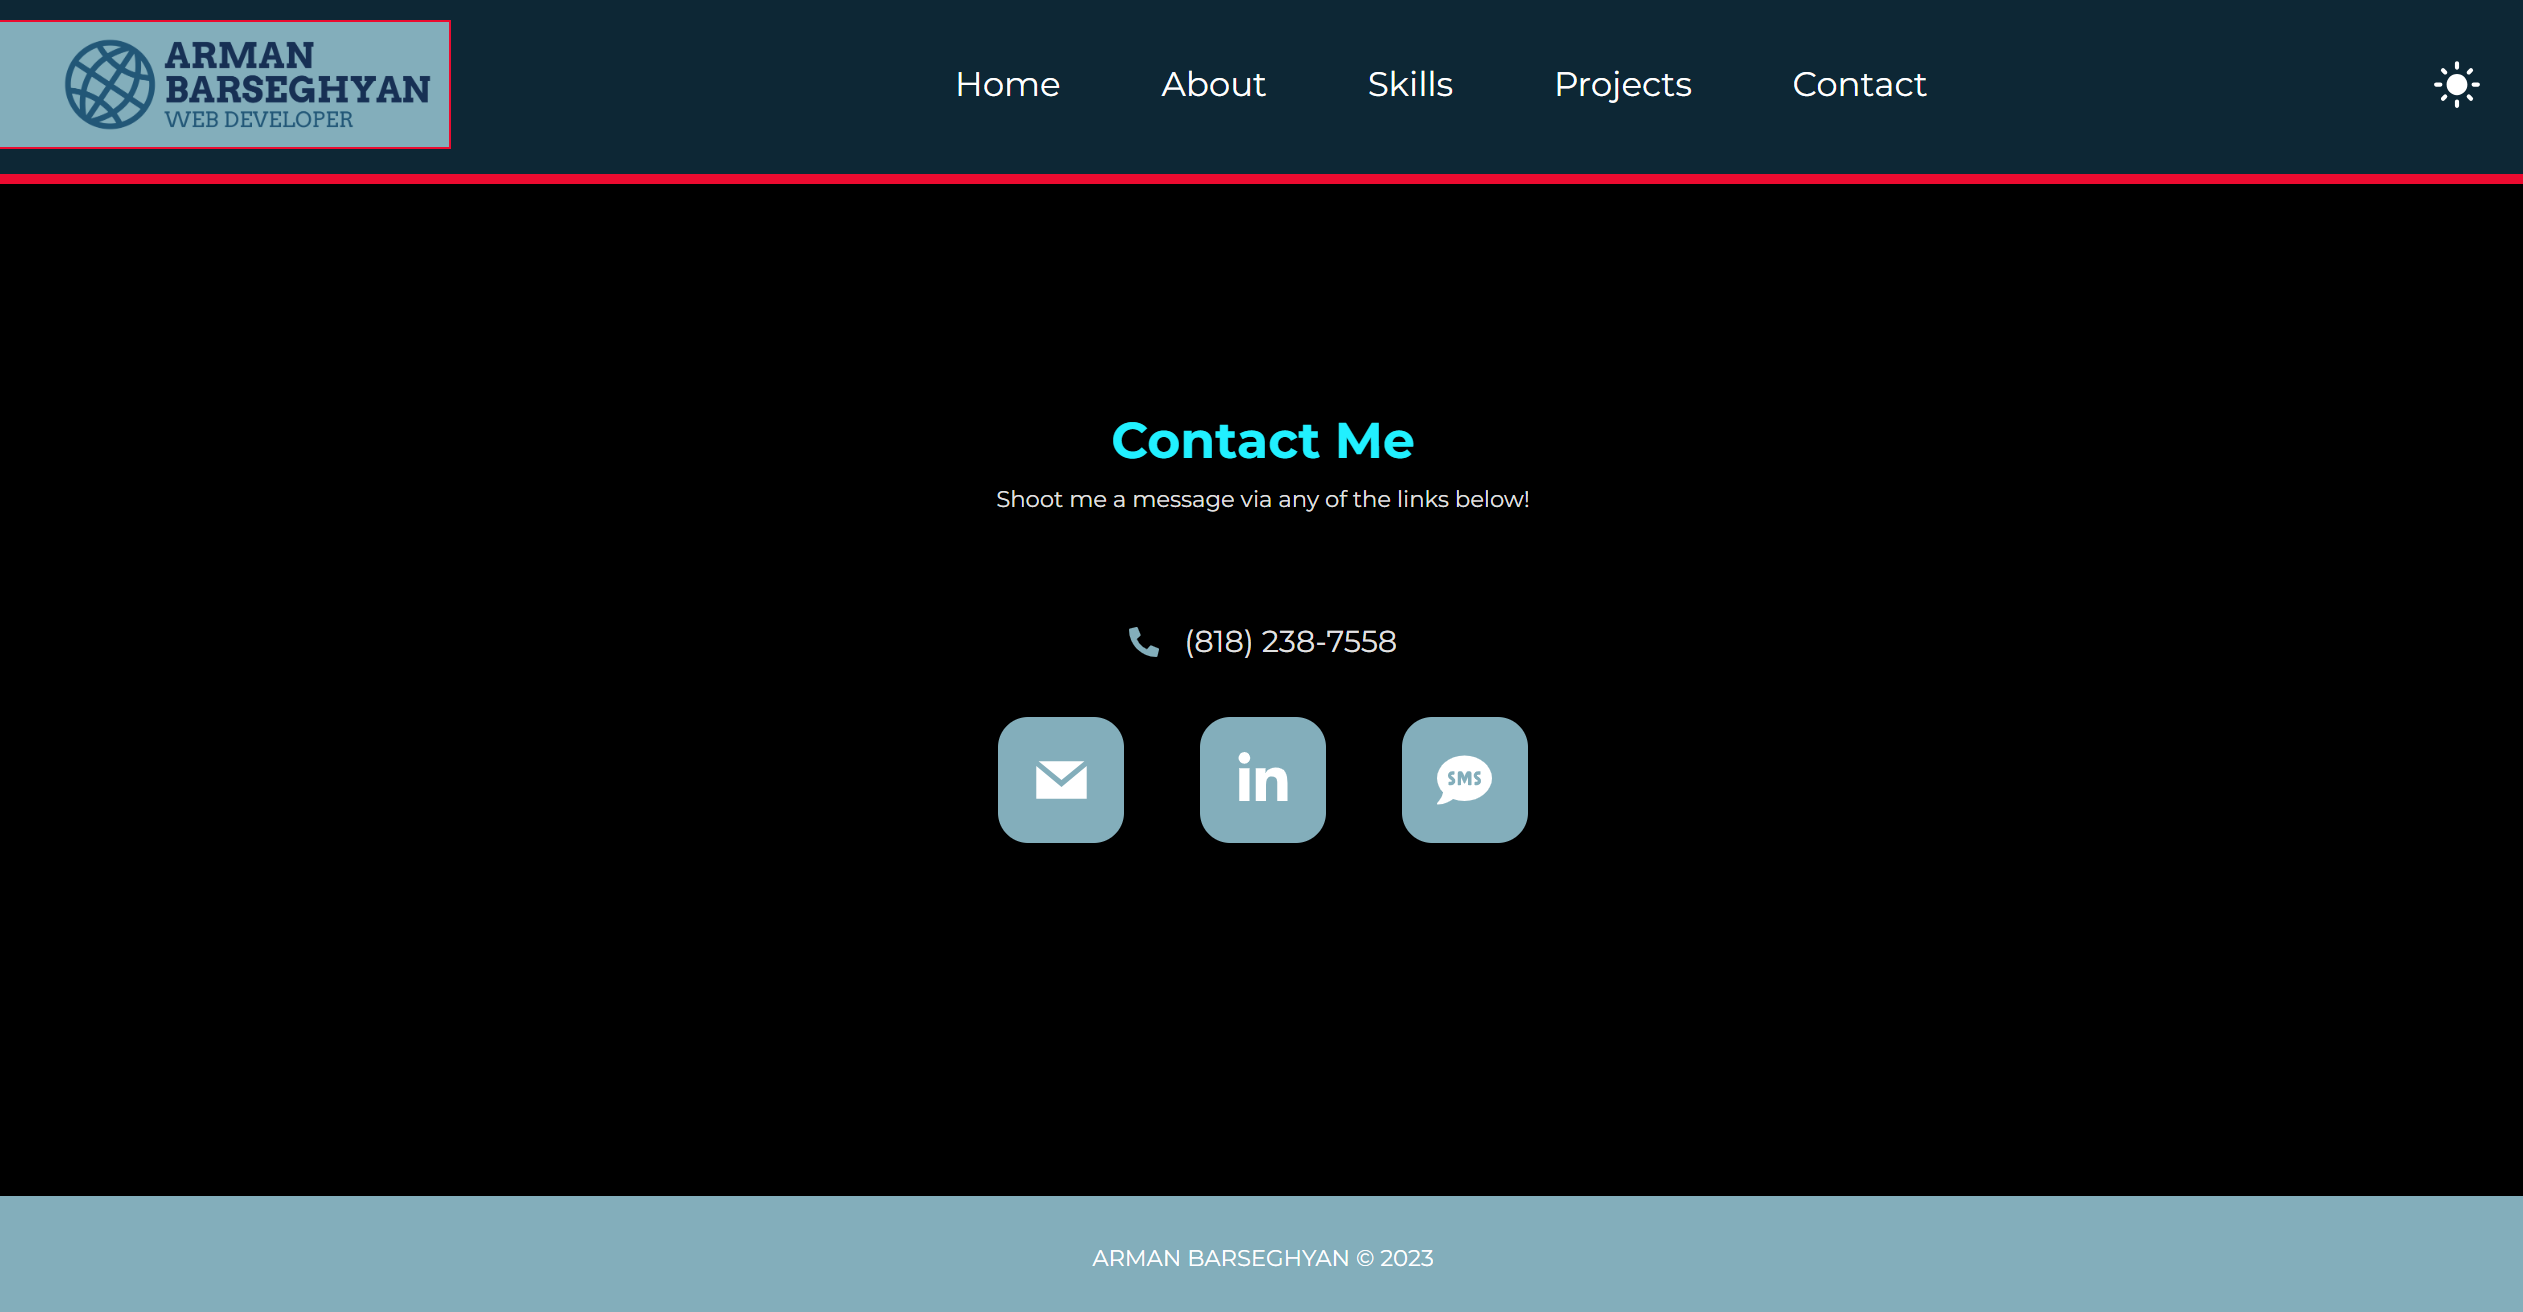 ARMAN
BARSEGHYAN
WEB DEVELOPER
Home About Skills Projects Contact
Contact Me
Shoot me a message via any of the links below!
(818) 238-7558
in SMS
ARMAN BARSEGHYAN © 2023